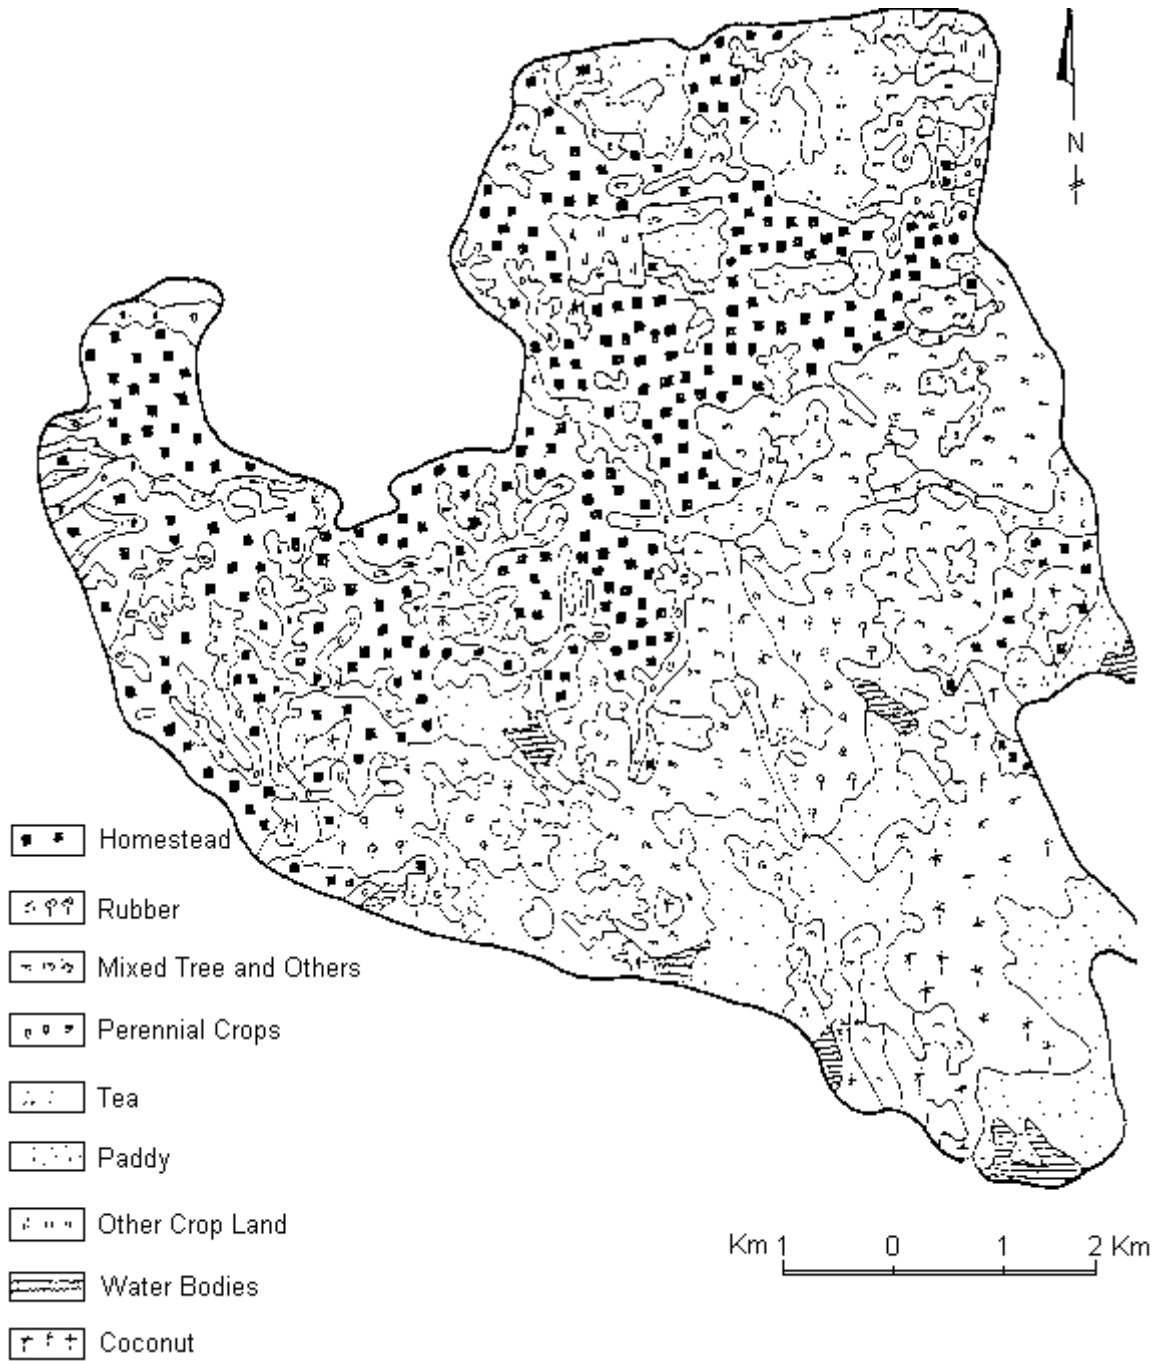 N
Homestead
Rubber
Mixed Tree and Others
Perennial Crops
Tea
Paddy
Other Crop Land
Water Bodies
Coconut
Km 1 0 1 2 Km